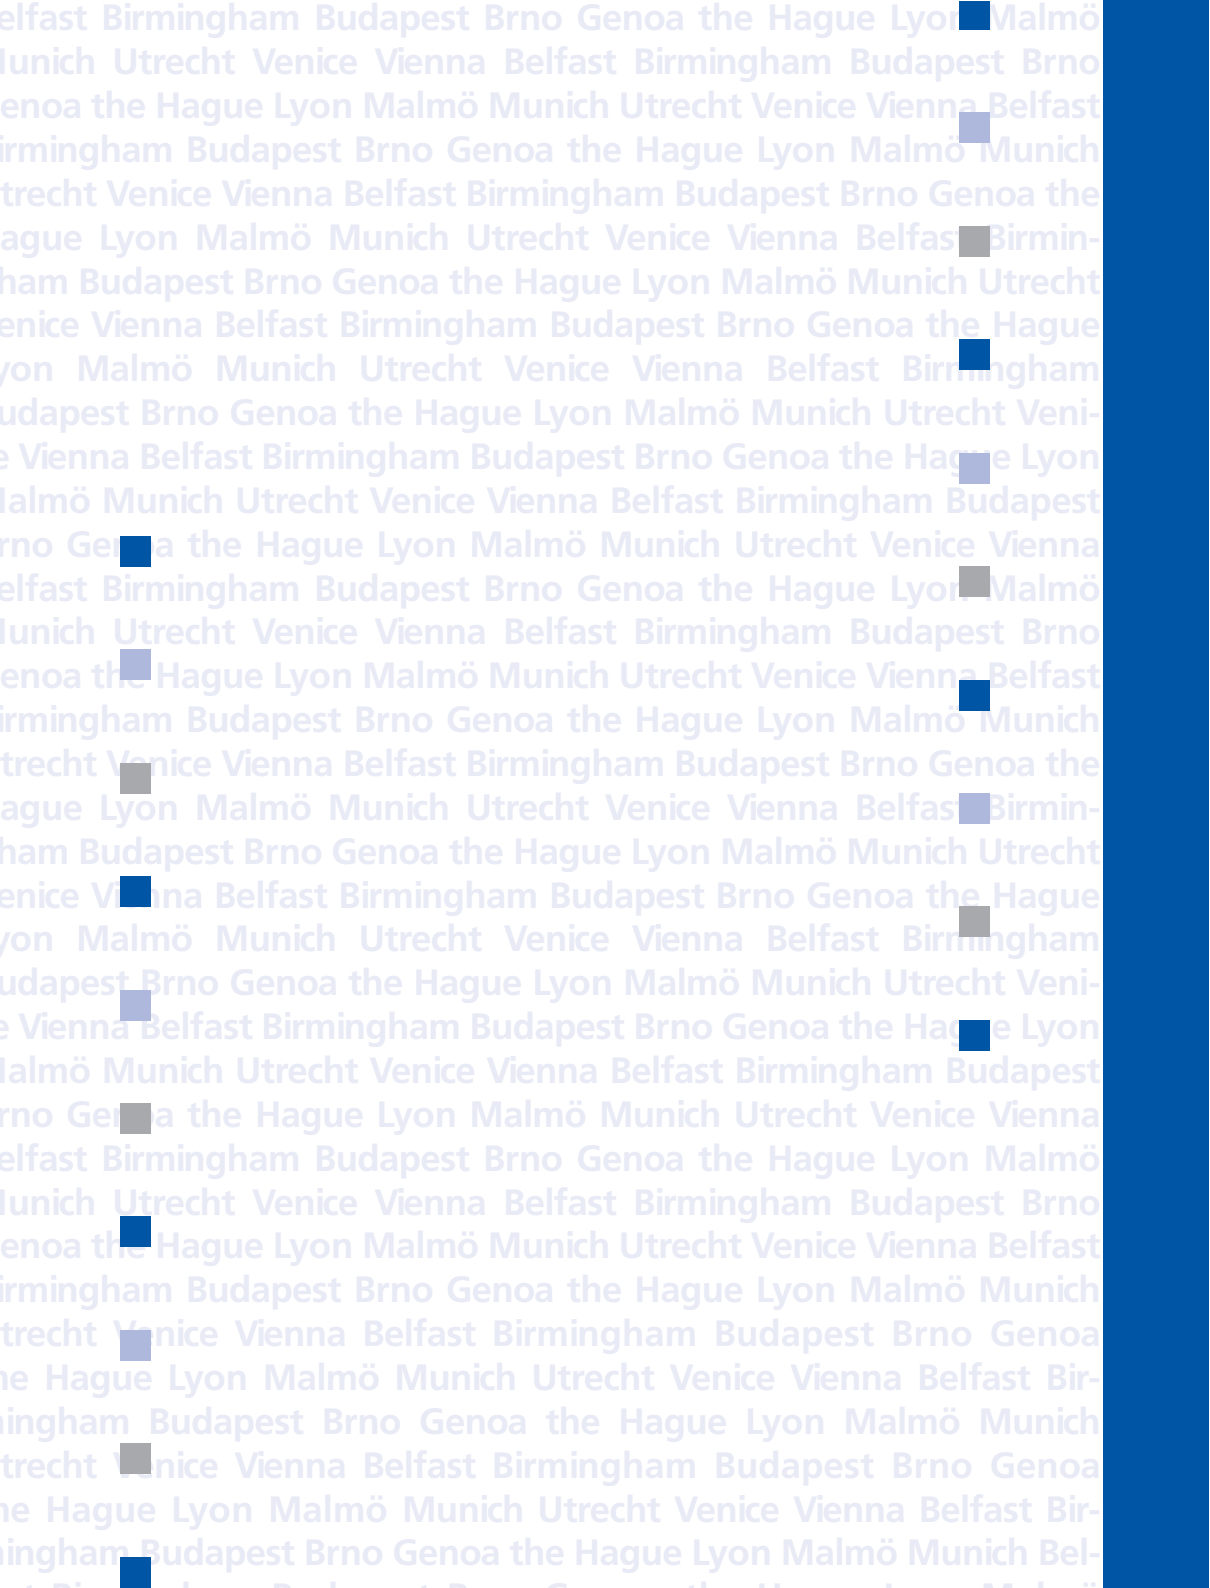 elfast Birmingham Budapest Brno Genoa the Hague Lyon Malmö
unich Utrecht Venice Vienna Belfast Birmingham Budapest Brno
enoa the Hague Lyon Malmö Munich Utrecht Venice Vienna Belfast
irmingham Budapest Brno Genoa the Hague Lyon Malmö Munich
trecht Venice Vienna Belfast Birmingham Budapest Brno Genoa the
ague Lyon Malmö Munich Utrecht Venice Vienna Belfast Birmin-
ham Budapest Brno Genoa the Hague Lyon Malmö Munich Utrecht
enice Vienna Belfast Birmingham Budapest Brno Genoa the Hague
yon Malmö Munich Utrecht Venice Vienna Belfast Birmingham
udapest Brno Genoa the Hague Lyon Malmö Munich Utrecht Veni-
e Vienna Belfast Birmingham Budapest Brno Genoa the Hague Lyon
almö Munich Utrecht Venice Vienna Belfast Birmingham Budapest
rno Genoa the Hague Lyon Malmö Munich Utrecht Venice Vienna
elfast Birmingham Budapest Brno Genoa the Hague Lyon Malmö
unich Utrecht Venice Vienna Belfast Birmingham Budapest Brno
enoa the Hague Lyon Malmö Munich Utrecht Venice Vienna Belfast
irmingham Budapest Brno Genoa the Hague Lyon Malmö Munich
trecht Venice Vienna Belfast Birmingham Budapest Brno Genoa the
ague Lyon Malmö Munich Utrecht Venice Vienna Belfast Birmin-
ham Budapest Brno Genoa the Hague Lyon Malmö Munich Utrecht
enice Vienna Belfast Birmingham Budapest Brno Genoa the Hague
yon Malmö Munich Utrecht Venice Vienna Belfast Birmingham
udapest Brno Genoa the Hague Lyon Malmö Munich Utrecht Veni-
e Vienna Belfast Birmingham Budapest Brno Genoa the Hague Lyon
almö Munich Utrecht Venice Vienna Belfast Birmingham Budapest
rno Genoa the Hague Lyon Malmö Munich Utrecht Venice Vienna
elfast Birmingham Budapest Brno Genoa the Hague Lyon Malmö
unich Utrecht Venice Vienna Belfast Birmingham Budapest Brno
enoa the Hague Lyon Malmö Munich Utrecht Venice Vienna Belfast
irmingham Budapest Brno Genoa the Hague Lyon Malmö Munich
trecht Venice Vienna Belfast Birmingham Budapest Brno Genoa
he Hague Lyon Malmö Munich Utrecht Venice Vienna Belfast Bir-
ingham Budapest Brno Genoa the Hague Lyon Malmö Munich
trecht Venice Vienna Belfast Birmingham Budapest Brno Genoa
he Hague Lyon Malmö Munich Utrecht Venice Vienna Belfast Bir-
ingham Budapest Brno Genoa the Hague Lyon Malmö Munich Bel-